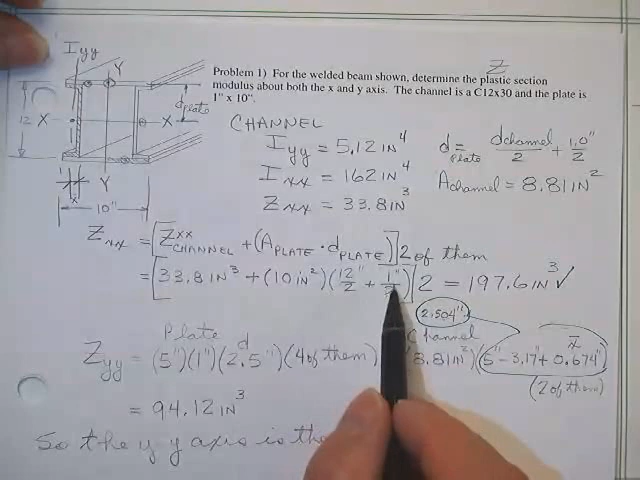 Z
Problem 1) For the welded beam shown, determine the plastic section
modulus about both the x and y axis. The channel is a C12x30 and the plate is
1" x 10".
Iyy
Y
12
X
X
dplate
Y
x̄
10"
CHANNEL
Iyy = 5.12 IN⁴
Ixx = 162 IN⁴
Zxx = 33.8 IN³
dplate = dchannel/2 + 1.0"/2
Achannel = 8.81 IN²
Zxx = [ZxxCHANNEL + (APLATE · dPLATE)] 2 of them
= [33.8 IN³ + (10 in²)(12"/2 + 1"/2)] 2 = 197.6 IN³ ✓
2.504"
Plate
d
x̄
Zyy = (5")(1")(2.5")(4 of them) 8.81 in²)(5" - 3.17" + 0.674")
(2 of them)
= 94.12 IN³
So the yy axis is the